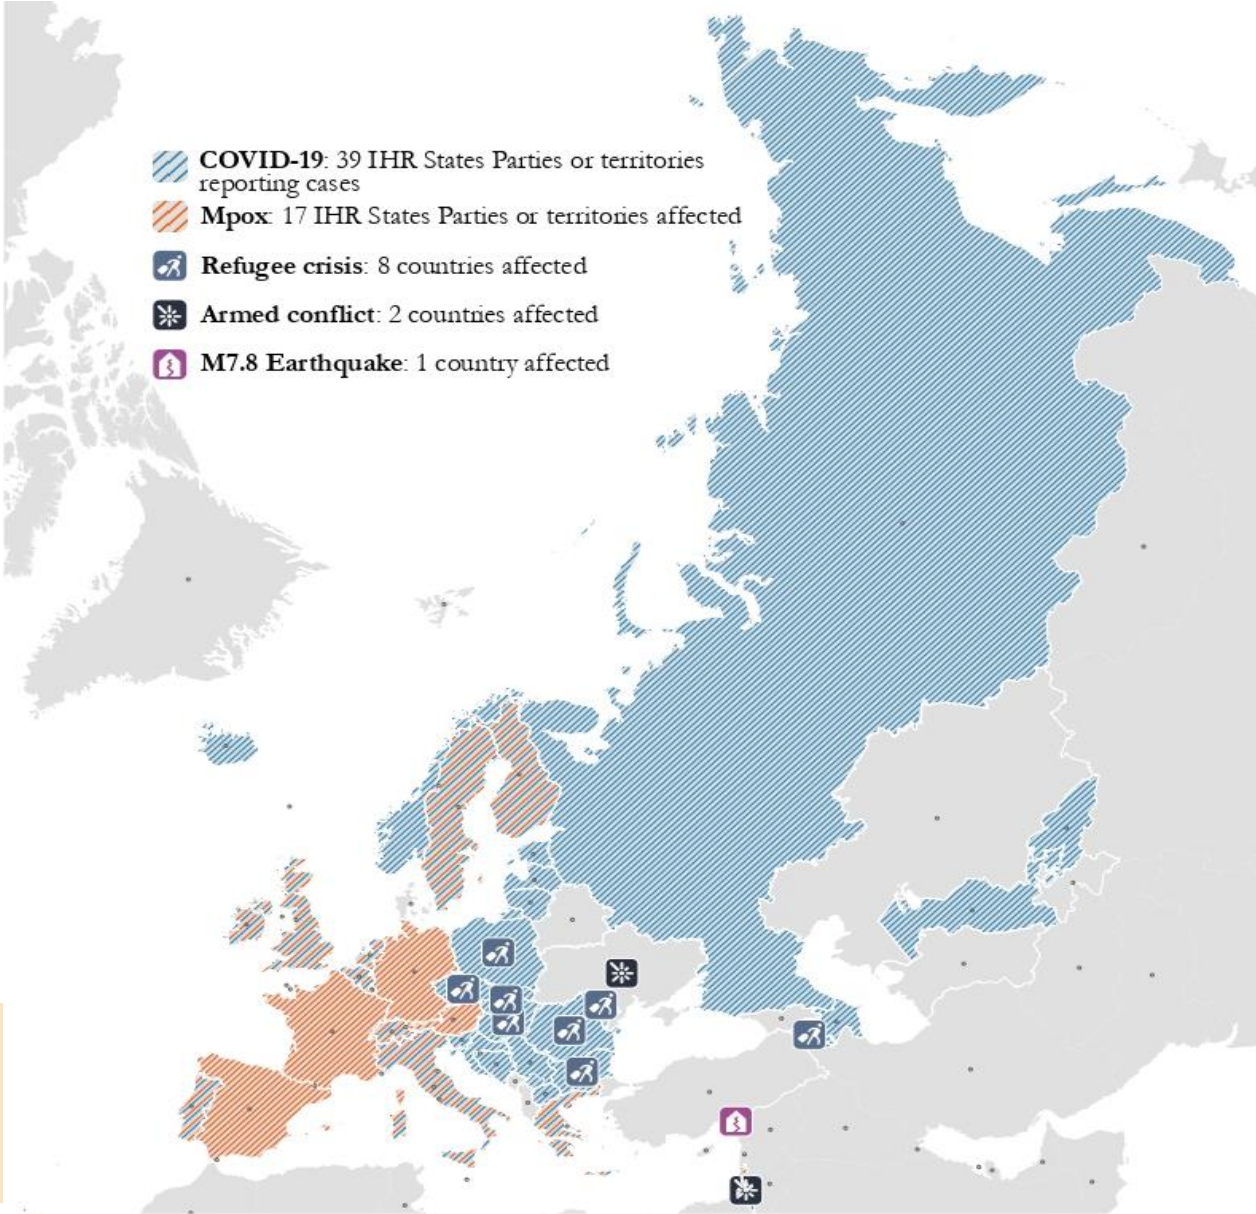 COVID-19: 39 IHR States Parties or territories
reporting cases
Mpox: 17 IHR States Parties or territories affected
Refugee crisis: 8 countries affected
Armed conflict: 2 countries affected
M7.8 Earthquake: 1 country affected